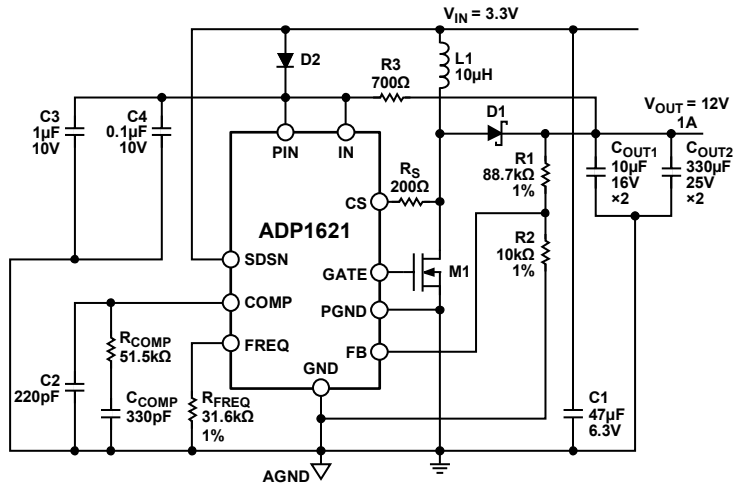 VIN = 3.3V
D2
L1
10µH
R3
700Ω
C3
1µF
10V
C4
0.1µF
10V
D1
VOUT = 12V
1A
PIN
IN
RS
200Ω
CS
R1
88.7kΩ
1%
COUT1
10µF
16V
×2
COUT2
330µF
25V
×2
ADP1621
SDSN
GATE
M1
R2
10kΩ
1%
COMP
PGND
FREQ
FB
GND
RCOMP
51.5kΩ
C2
220pF
CCOMP
330pF
RFREQ
31.6kΩ
1%
C1
47µF
6.3V
AGND